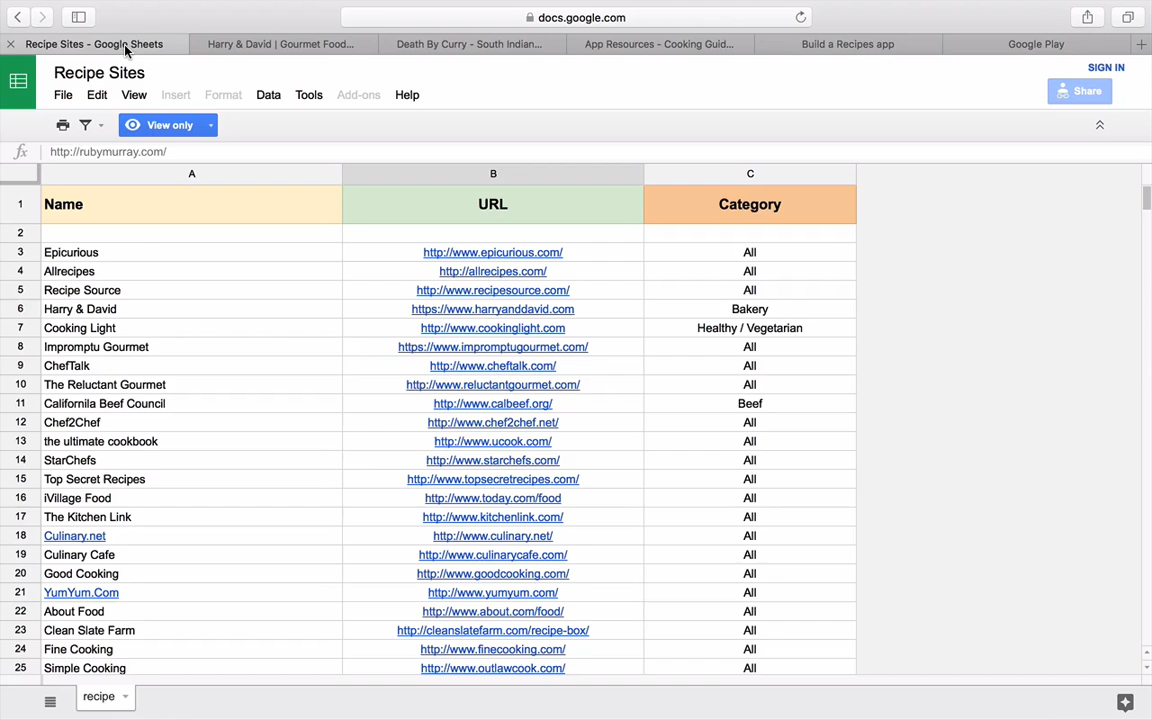 docs.google.com
Recipe Sites - Google Sheets
Harry & David | Gourmet Food...
Death By Curry - South Indian...
App Resources - Cooking Guid...
Build a Recipes app
Google Play
Recipe Sites
SIGN IN
File Edit View Insert Format Data Tools Add-ons Help
Share
View only
fx http://rubymurray.com/
A B C
1 Name URL Category
2
3 Epicurious http://www.epicurious.com/ All
4 Allrecipes http://allrecipes.com/ All
5 Recipe Source http://www.recipesource.com/ All
6 Harry & David https://www.harryanddavid.com Bakery
7 Cooking Light http://www.cookinglight.com Healthy / Vegetarian
8 Impromptu Gourmet https://www.impromptugourmet.com/ All
9 ChefTalk http://www.cheftalk.com/ All
10 The Reluctant Gourmet http://www.reluctantgourmet.com/ All
11 Californila Beef Council http://www.calbeef.org/ Beef
12 Chef2Chef http://www.chef2chef.net/ All
13 the ultimate cookbook http://www.ucook.com/ All
14 StarChefs http://www.starchefs.com/ All
15 Top Secret Recipes http://www.topsecretrecipes.com/ All
16 iVillage Food http://www.today.com/food All
17 The Kitchen Link http://www.kitchenlink.com/ All
18 Culinary.net http://www.culinary.net/ All
19 Culinary Cafe http://www.culinarycafe.com/ All
20 Good Cooking http://www.goodcooking.com/ All
21 YumYum.Com http://www.yumyum.com/ All
22 About Food http://www.about.com/food/ All
23 Clean Slate Farm http://cleanslatefarm.com/recipe-box/ All
24 Fine Cooking http://www.finecooking.com/ All
25 Simple Cooking http://www.outlawcook.com/ All
recipe